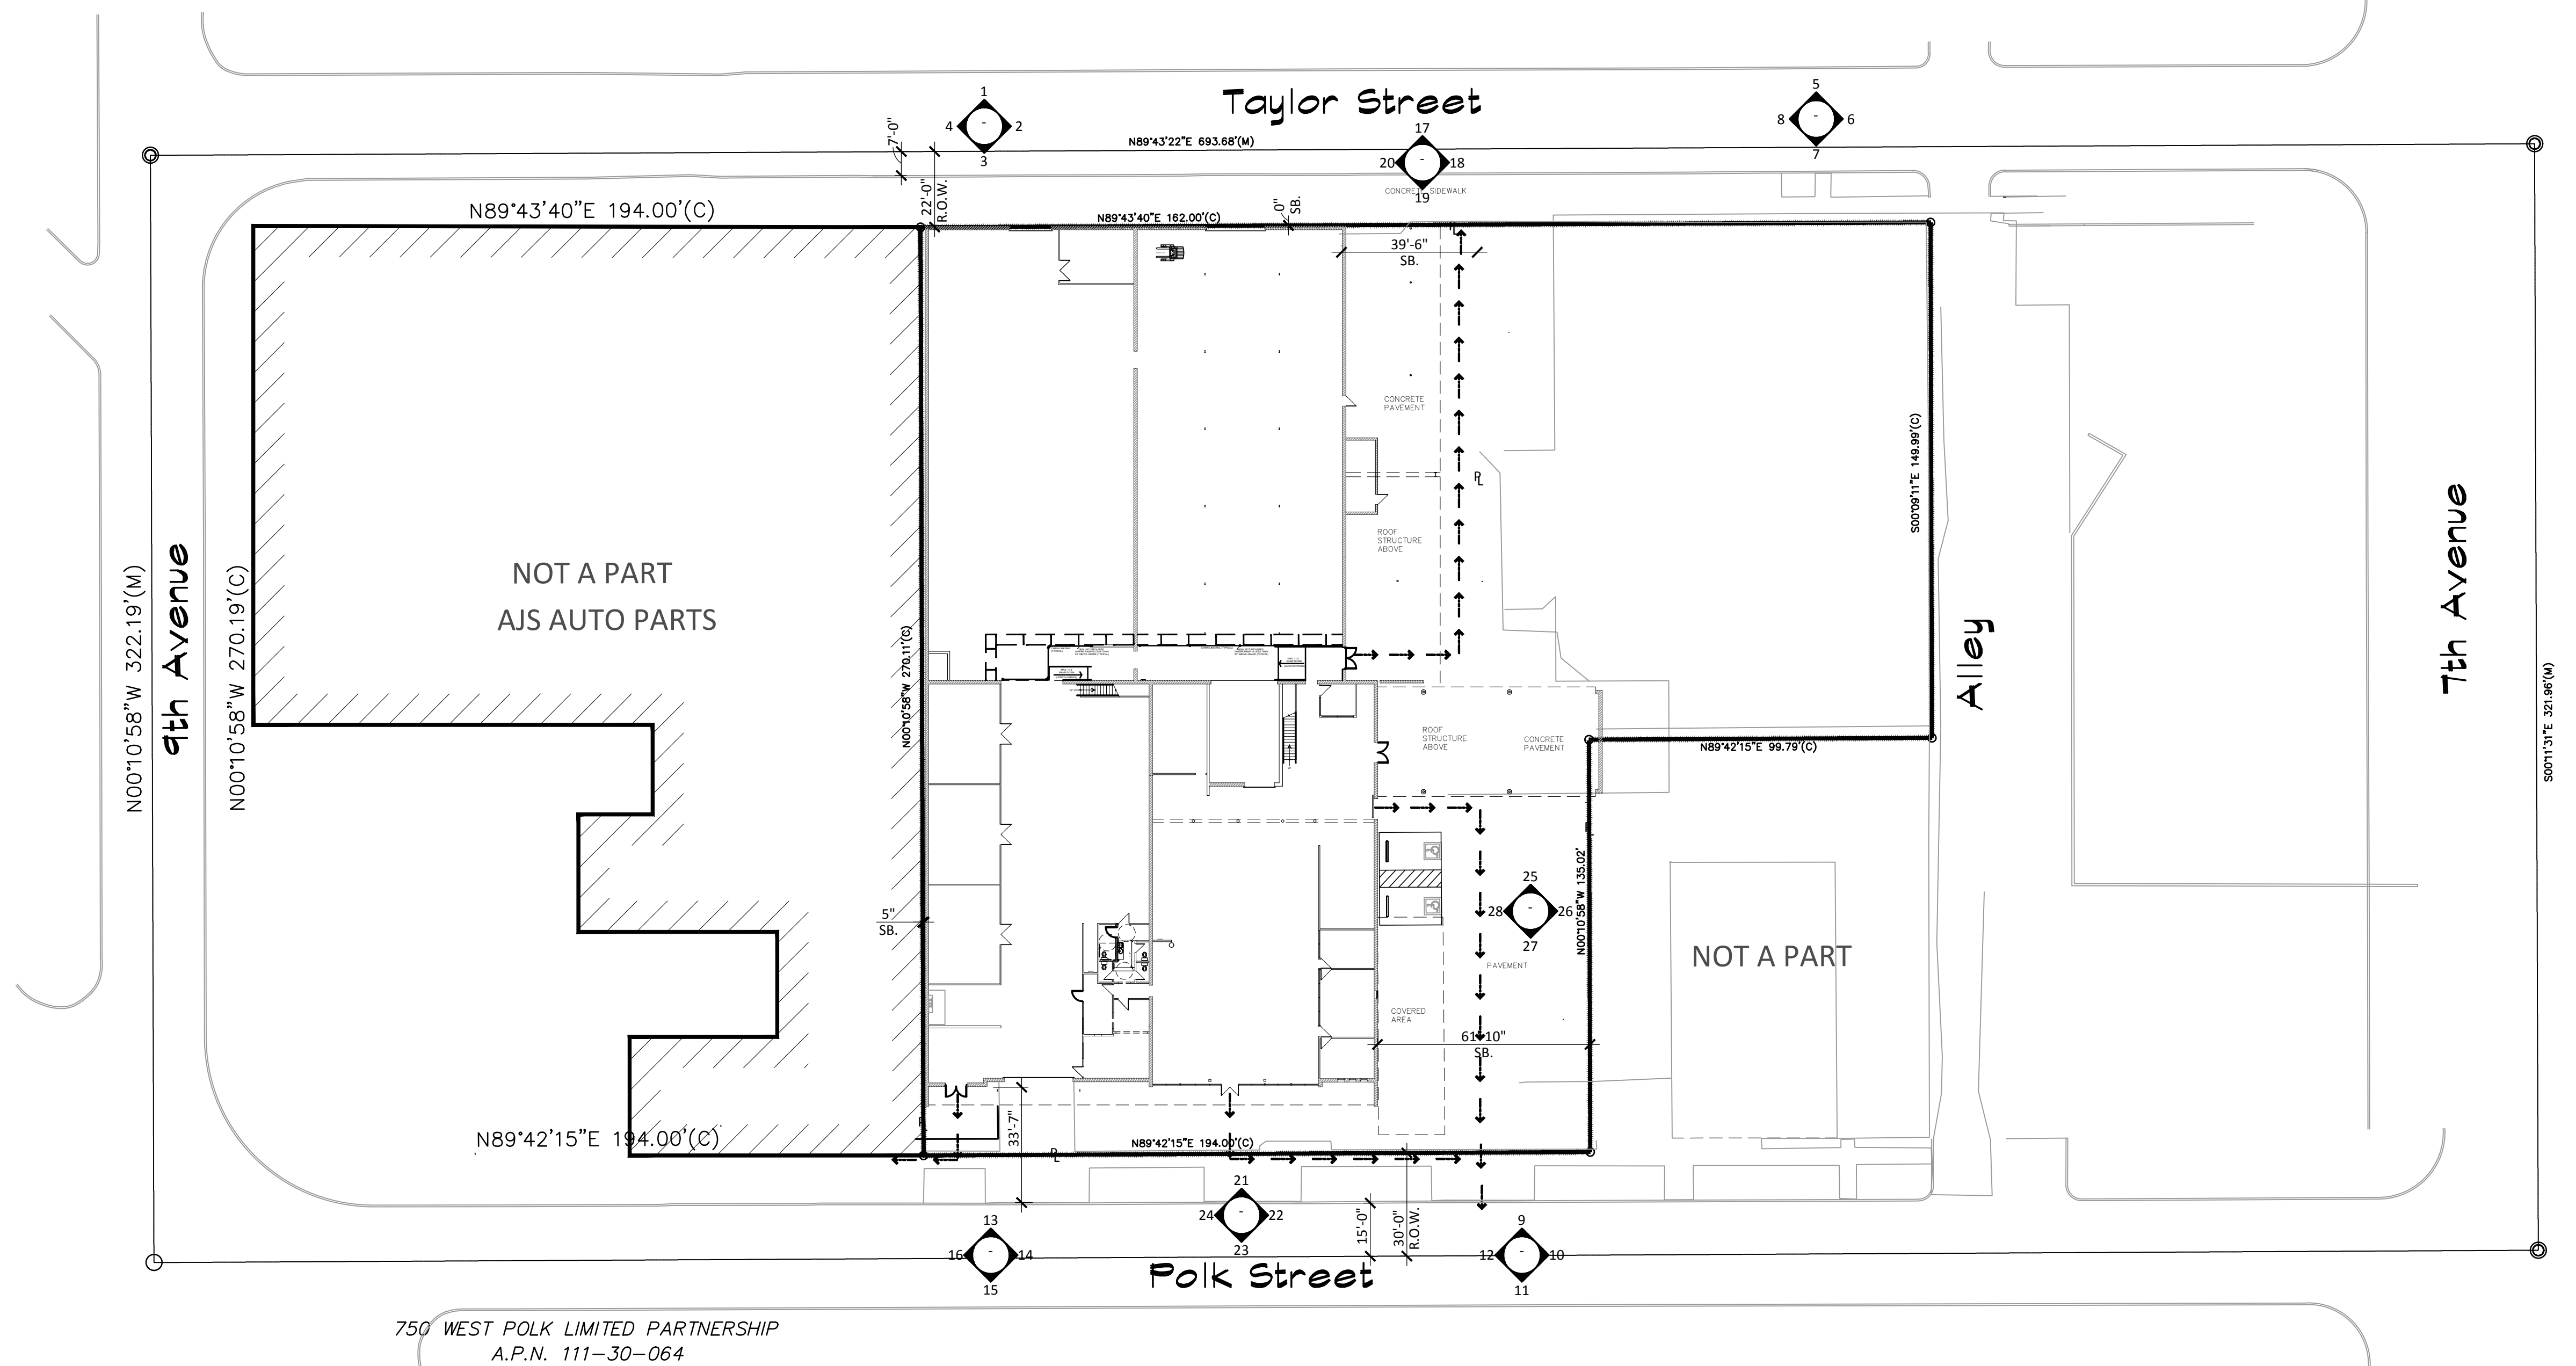 Taylor Street
1
4
-
2
3
5
8
-
6
7
17
20
-
18
19
N89°43'22"E 693.68'(M)
7'-0"
22'-0"
R.O.W.
CONCRETE SIDEWALK
N89°43'40"E 194.00'(C)
N89°43'40"E 162.00'(C)
0"
SB.
39'-6"
SB.
PL
CONCRETE
PAVEMENT
S00°09'11"E 149.99'(C)
PL
ROOF
STRUCTURE
ABOVE
NOT A PART
AJS AUTO PARTS
9th Avenue
N00°10'58"W 322.19'(M)
N00°10'58"W 270.19'(C)
N00°10'58"W 270.11'(C)
7th Avenue
S00°11'31"E 321.96'(M)
Alley
ROOF
STRUCTURE
ABOVE
CONCRETE
PAVEMENT
N89°42'15"E 99.79'(C)
PL
N00°10'58"W 135.02'
5"
SB.
25
28
-
26
27
PAVEMENT
NOT A PART
COVERED
AREA
61'-10"
SB.
PL
33'-7"
N89°42'15"E 194.00'(C)
N89°42'15"E 194.00'(C)
PL
21
24
-
22
23
15'-0"
30'-0"
R.O.W.
13
16
-
14
15
9
12
-
10
11
Polk Street
750 WEST POLK LIMITED PARTNERSHIP
A.P.N. 111-30-064